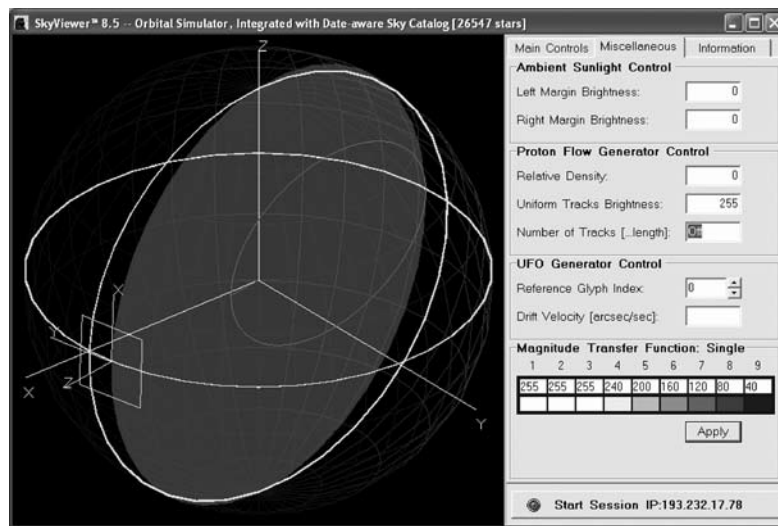 SkyViewer™ 8.5 -- Orbital Simulator, Integrated with Date-aware Sky Catalog [26547 stars]
Z
X
Y
Z
X
Y
Main Controls Miscellaneous Information
Ambient Sunlight Control
Left Margin Brightness: 0
Right Margin Brightness: 0
Proton Flow Generator Control
Relative Density: 0
Uniform Tracks Brightness: 255
Number of Tracks [...length]: Off
UFO Generator Control
Reference Glyph Index: 0
Drift Velocity [arcsec/sec]:
Magnitude Transfer Function: Single
1 2 3 4 5 6 7 8 9
255 255 255 240 200 160 120 80 40
Apply
Start Session IP:193.232.17.78